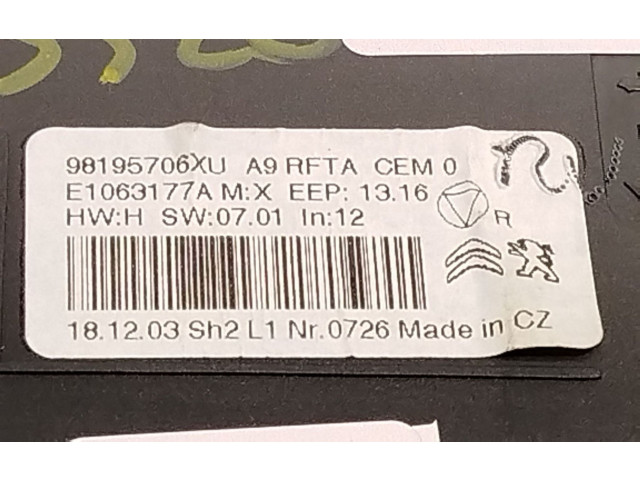 98195706XU A9 RFTA CEM 0
E1063177A M:X EEP: 13.16
HW:H SW:07.01 In:12
R
18.12.03 Sh2 L1 Nr.0726 Made in CZ